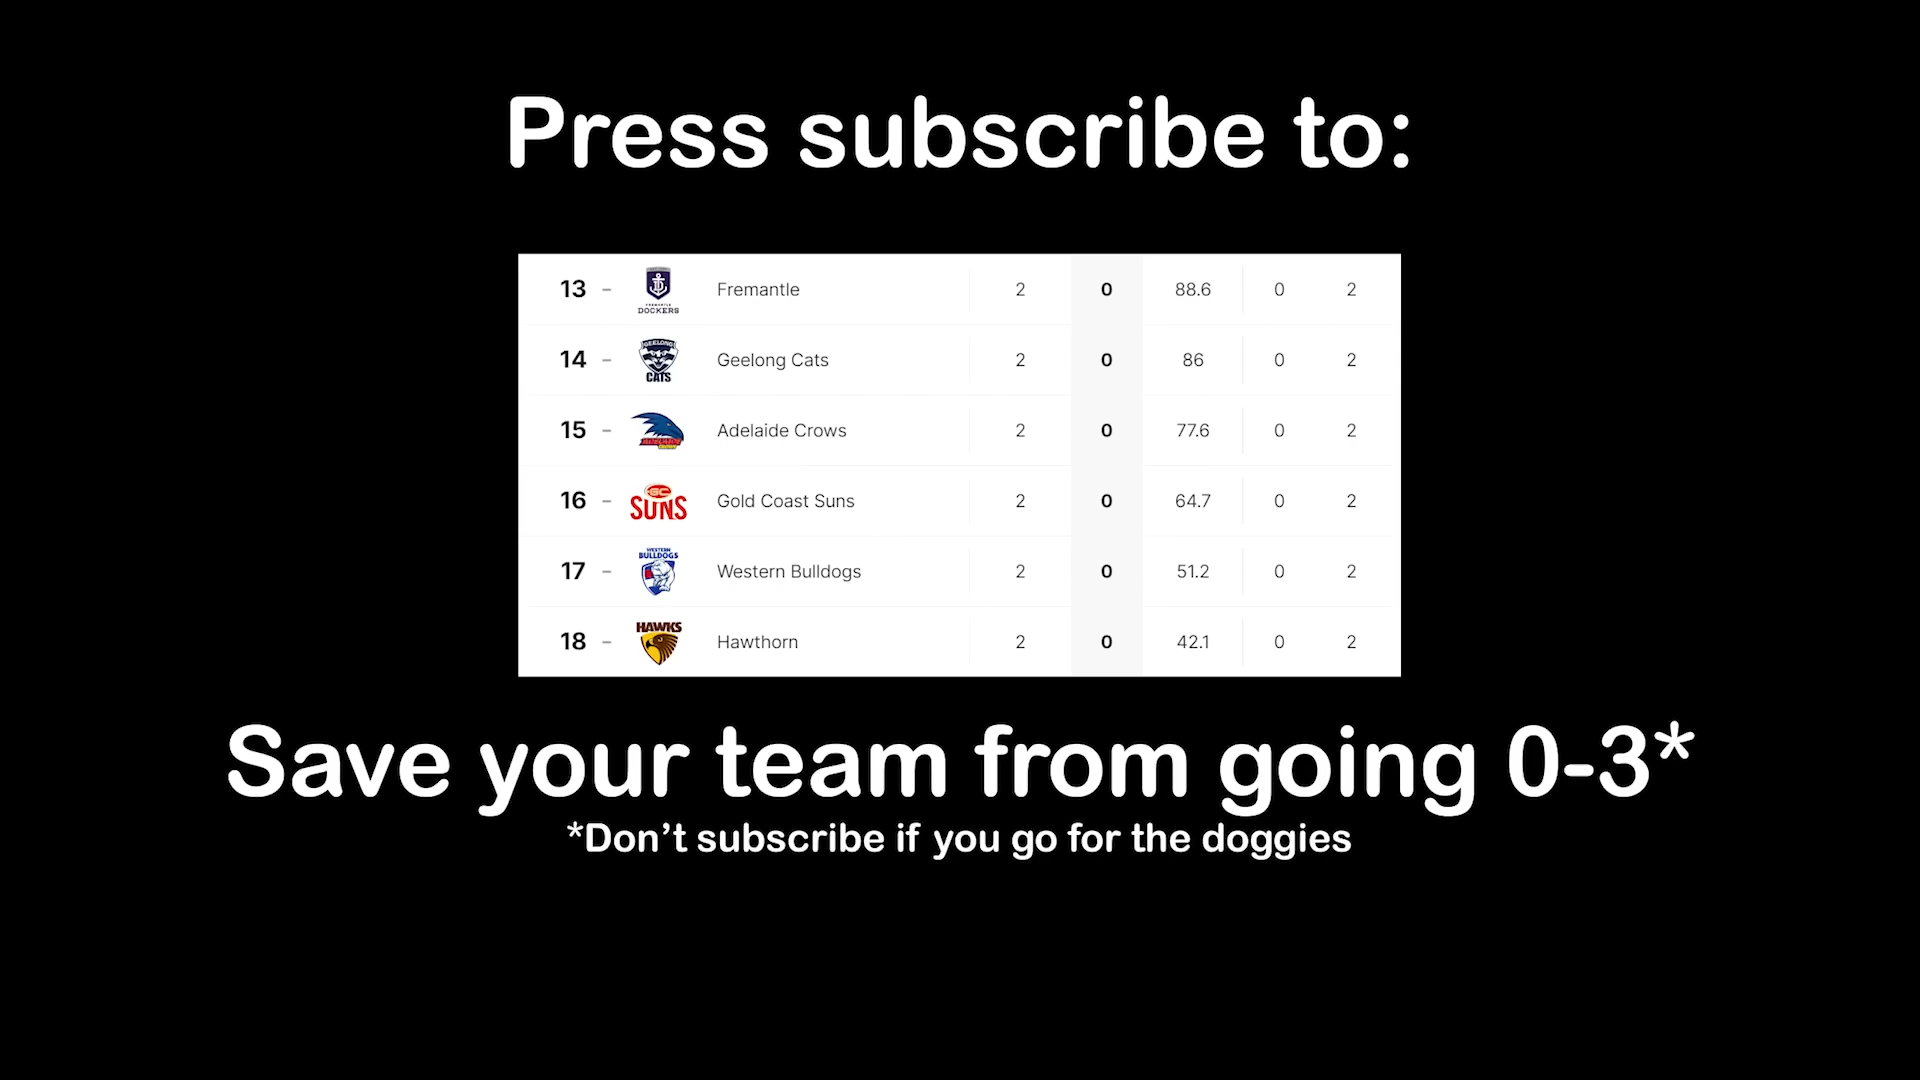 Press subscribe to:
13 – FREMANTLE DOCKERS Fremantle 2 0 88.6 0 2
14 – GEELONG CATS Geelong Cats 2 0 86 0 2
15 – ADELAIDE Adelaide Crows 2 0 77.6 0 2
16 – GC SUNS Gold Coast Suns 2 0 64.7 0 2
17 – WESTERN BULLDOGS Western Bulldogs 2 0 51.2 0 2
18 – HAWKS Hawthorn 2 0 42.1 0 2
Save your team from going 0-3*
*Don’t subscribe if you go for the doggies